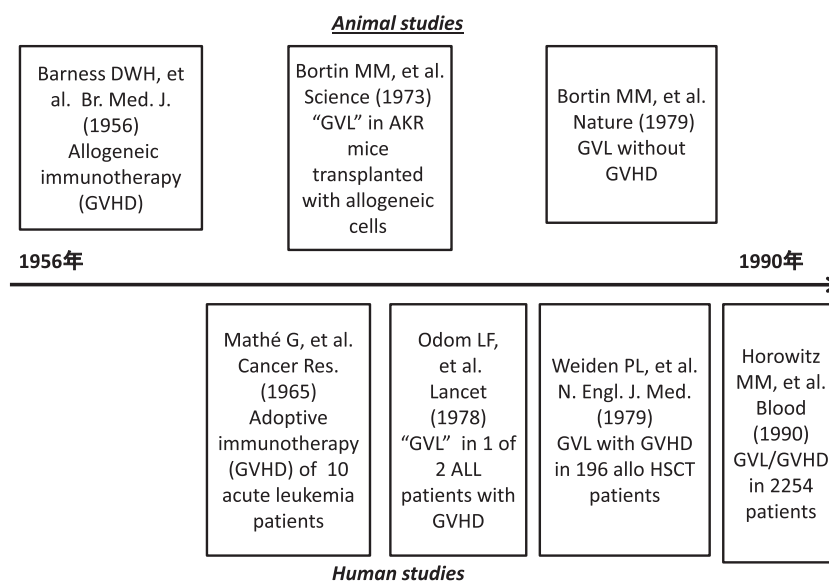 Animal studies
Barness DWH, et
al. Br. Med. J.
(1956)
Allogeneic
immunotherapy
(GVHD)
Bortin MM, et al.
Science (1973)
“GVL” in AKR
mice
transplanted
with allogeneic
cells
Bortin MM, et al.
Nature (1979)
GVL without
GVHD
1956年
1990年
Mathé G, et al.
Cancer Res.
(1965)
Adoptive
immunotherapy
(GVHD) of 10
acute leukemia
patients
Odom LF,
et al.
Lancet
(1978)
“GVL” in 1 of
2 ALL
patients with
GVHD
Weiden PL, et al.
N. Engl. J. Med.
(1979)
GVL with GVHD
in 196 allo HSCT
patients
Horowitz
MM, et al.
Blood
(1990)
GVL/GVHD
in 2254
patients
Human studies